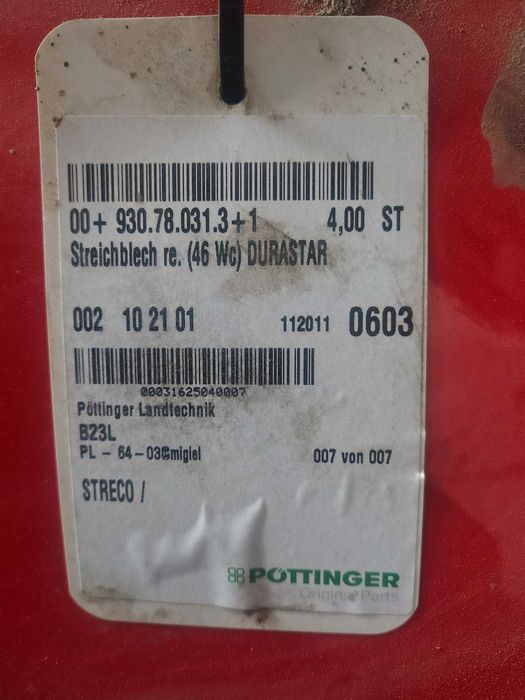 00+ 930.78.031.3+1 4,00 ST
Streichblech re. (46 Wc) DURASTAR
002 10 21 01 112011 0603
00031625040007
Pöttinger Landtechnik
B23L
PL - 64-030 007 von 007
STRECO /
PÖTTINGER
Original Parts